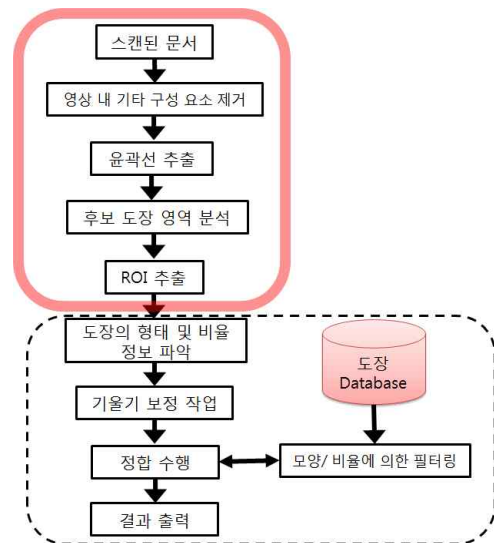 스캔된 문서
영상 내 기타 구성 요소 제거
윤곽선 추출
후보 도장 영역 분석
ROI 추출
도장의 형태 및 비율
정보 파악
기울기 보정 작업
정합 수행
결과 출력
도장
Database
모양/ 비율에 의한 필터링